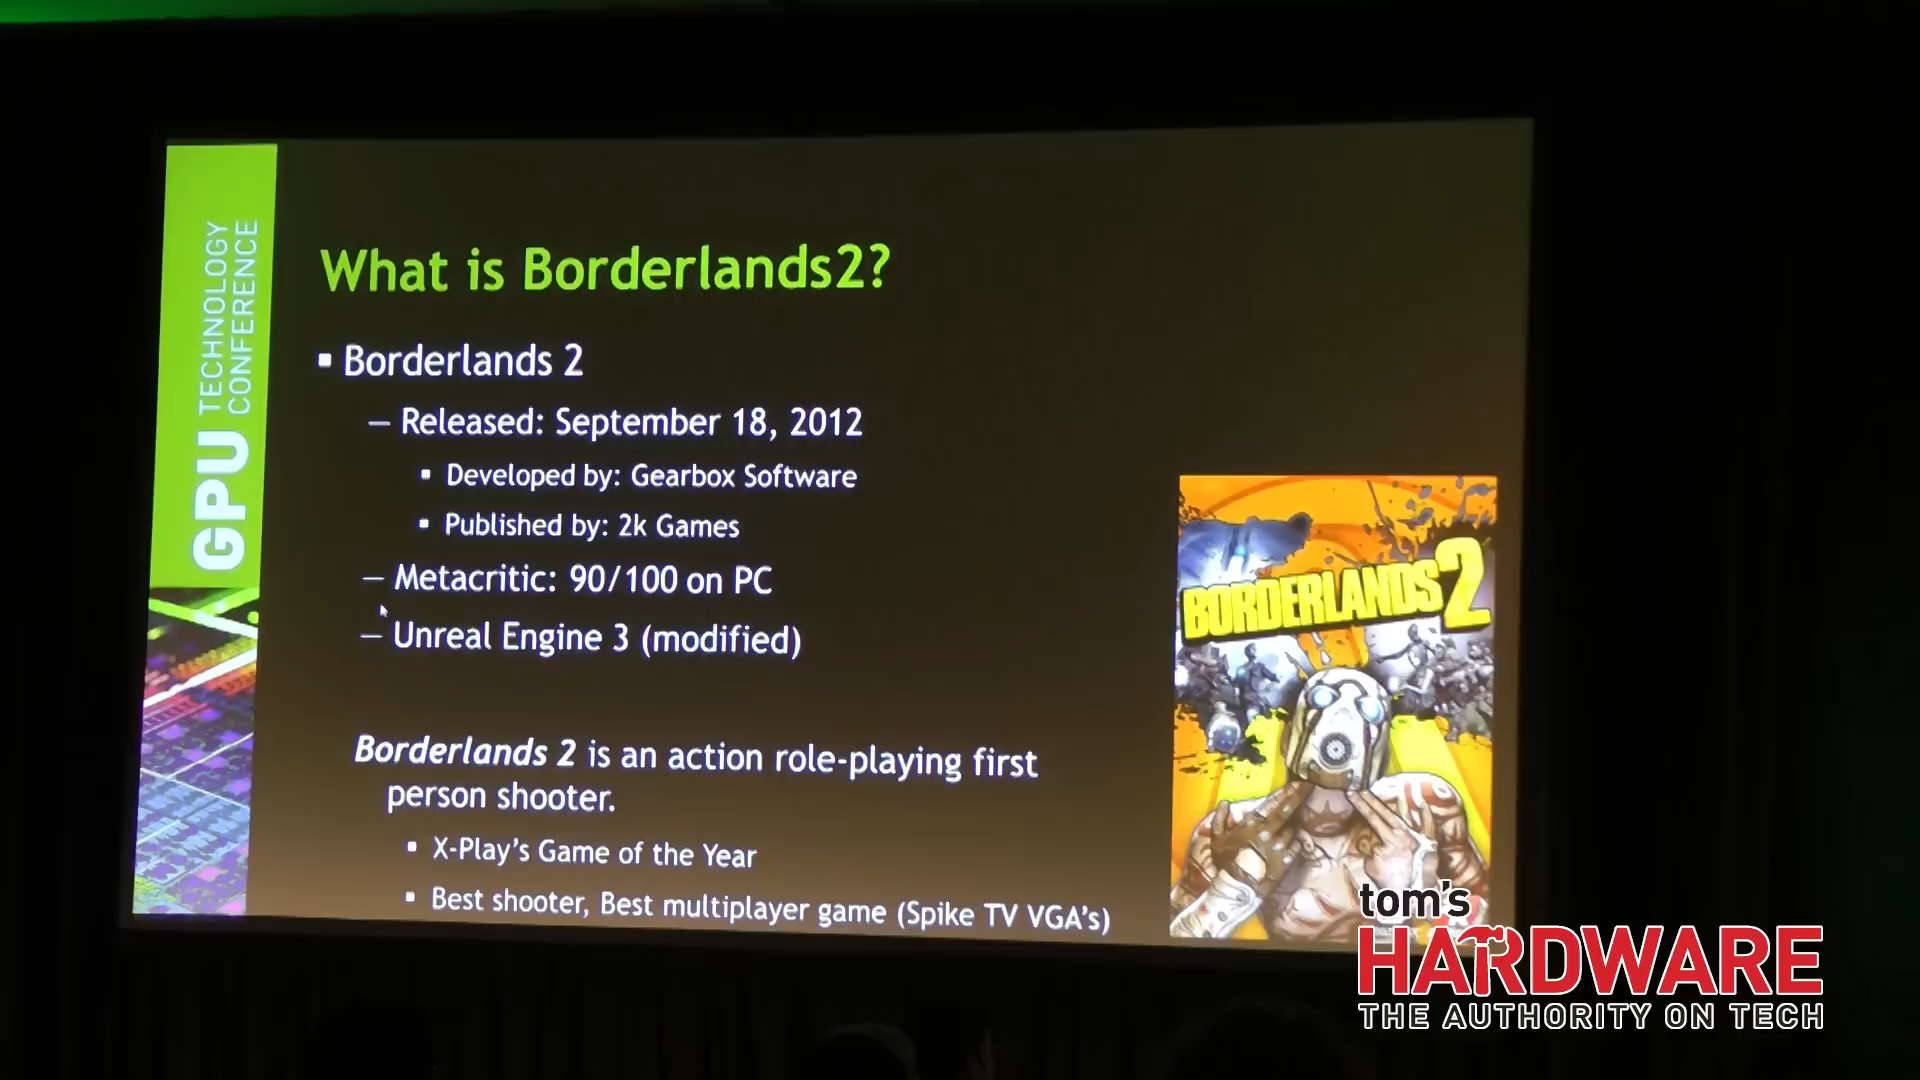 GPU TECHNOLOGY
CONFERENCE
What is Borderlands2?
▪ Borderlands 2
– Released: September 18, 2012
▪ Developed by: Gearbox Software
▪ Published by: 2k Games
– Metacritic: 90/100 on PC
– Unreal Engine 3 (modified)
Borderlands 2 is an action role-playing first
person shooter.
▪ X-Play's Game of the Year
▪ Best shooter, Best multiplayer game (Spike TV VGA's)
BORDERLANDS 2
tom's
HARDWARE
THE AUTHORITY ON TECH